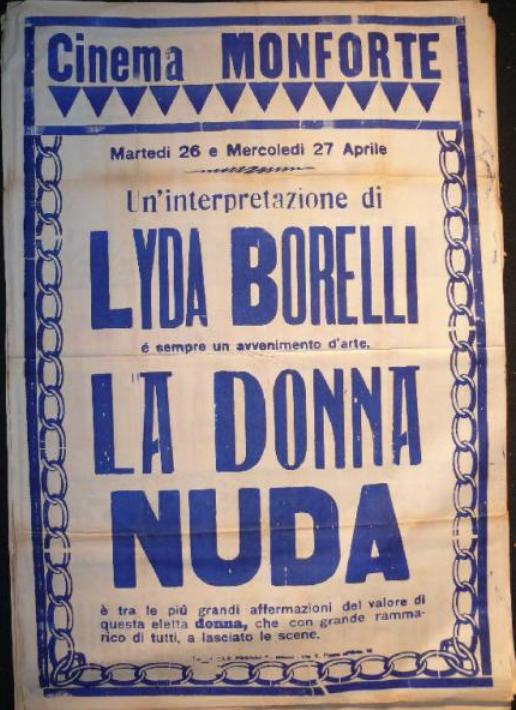 Cinema MONFORTE
Martedì 26 e Mercoledì 27 Aprile
Un'interpretazione di
LYDA BORELLI
é sempre un avvenimento d'arte.
LA DONNA
NUDA
è tra le più grandi affermazioni del valore di
questa eletta donna, che con grande ramma-
rico di tutti, a lasciato le scene.